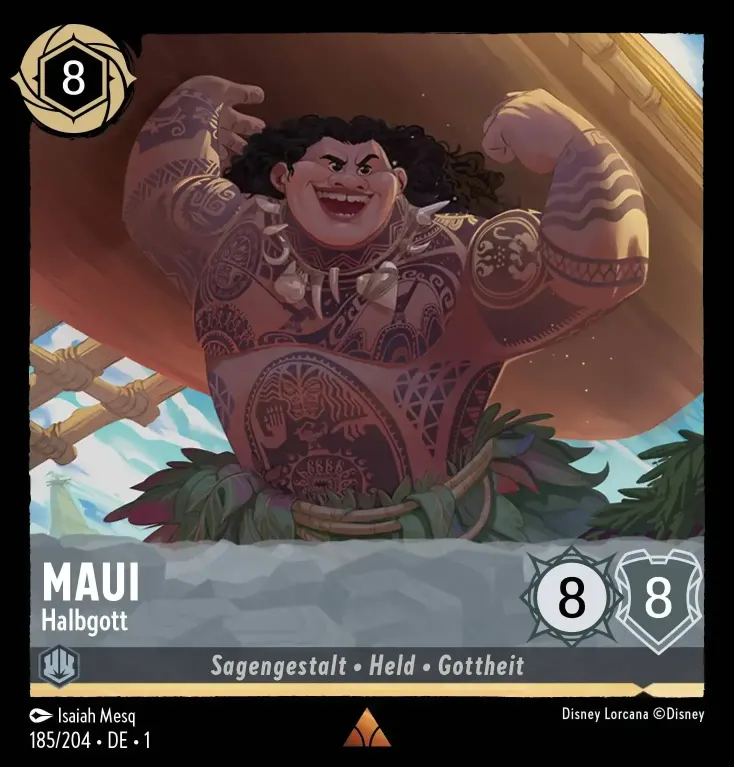 8
MAUI
Halbgott
8 8
Sagengestalt • Held • Gottheit
Isaiah Mesq
185/204 • DE • 1
Disney Lorcana ©Disney